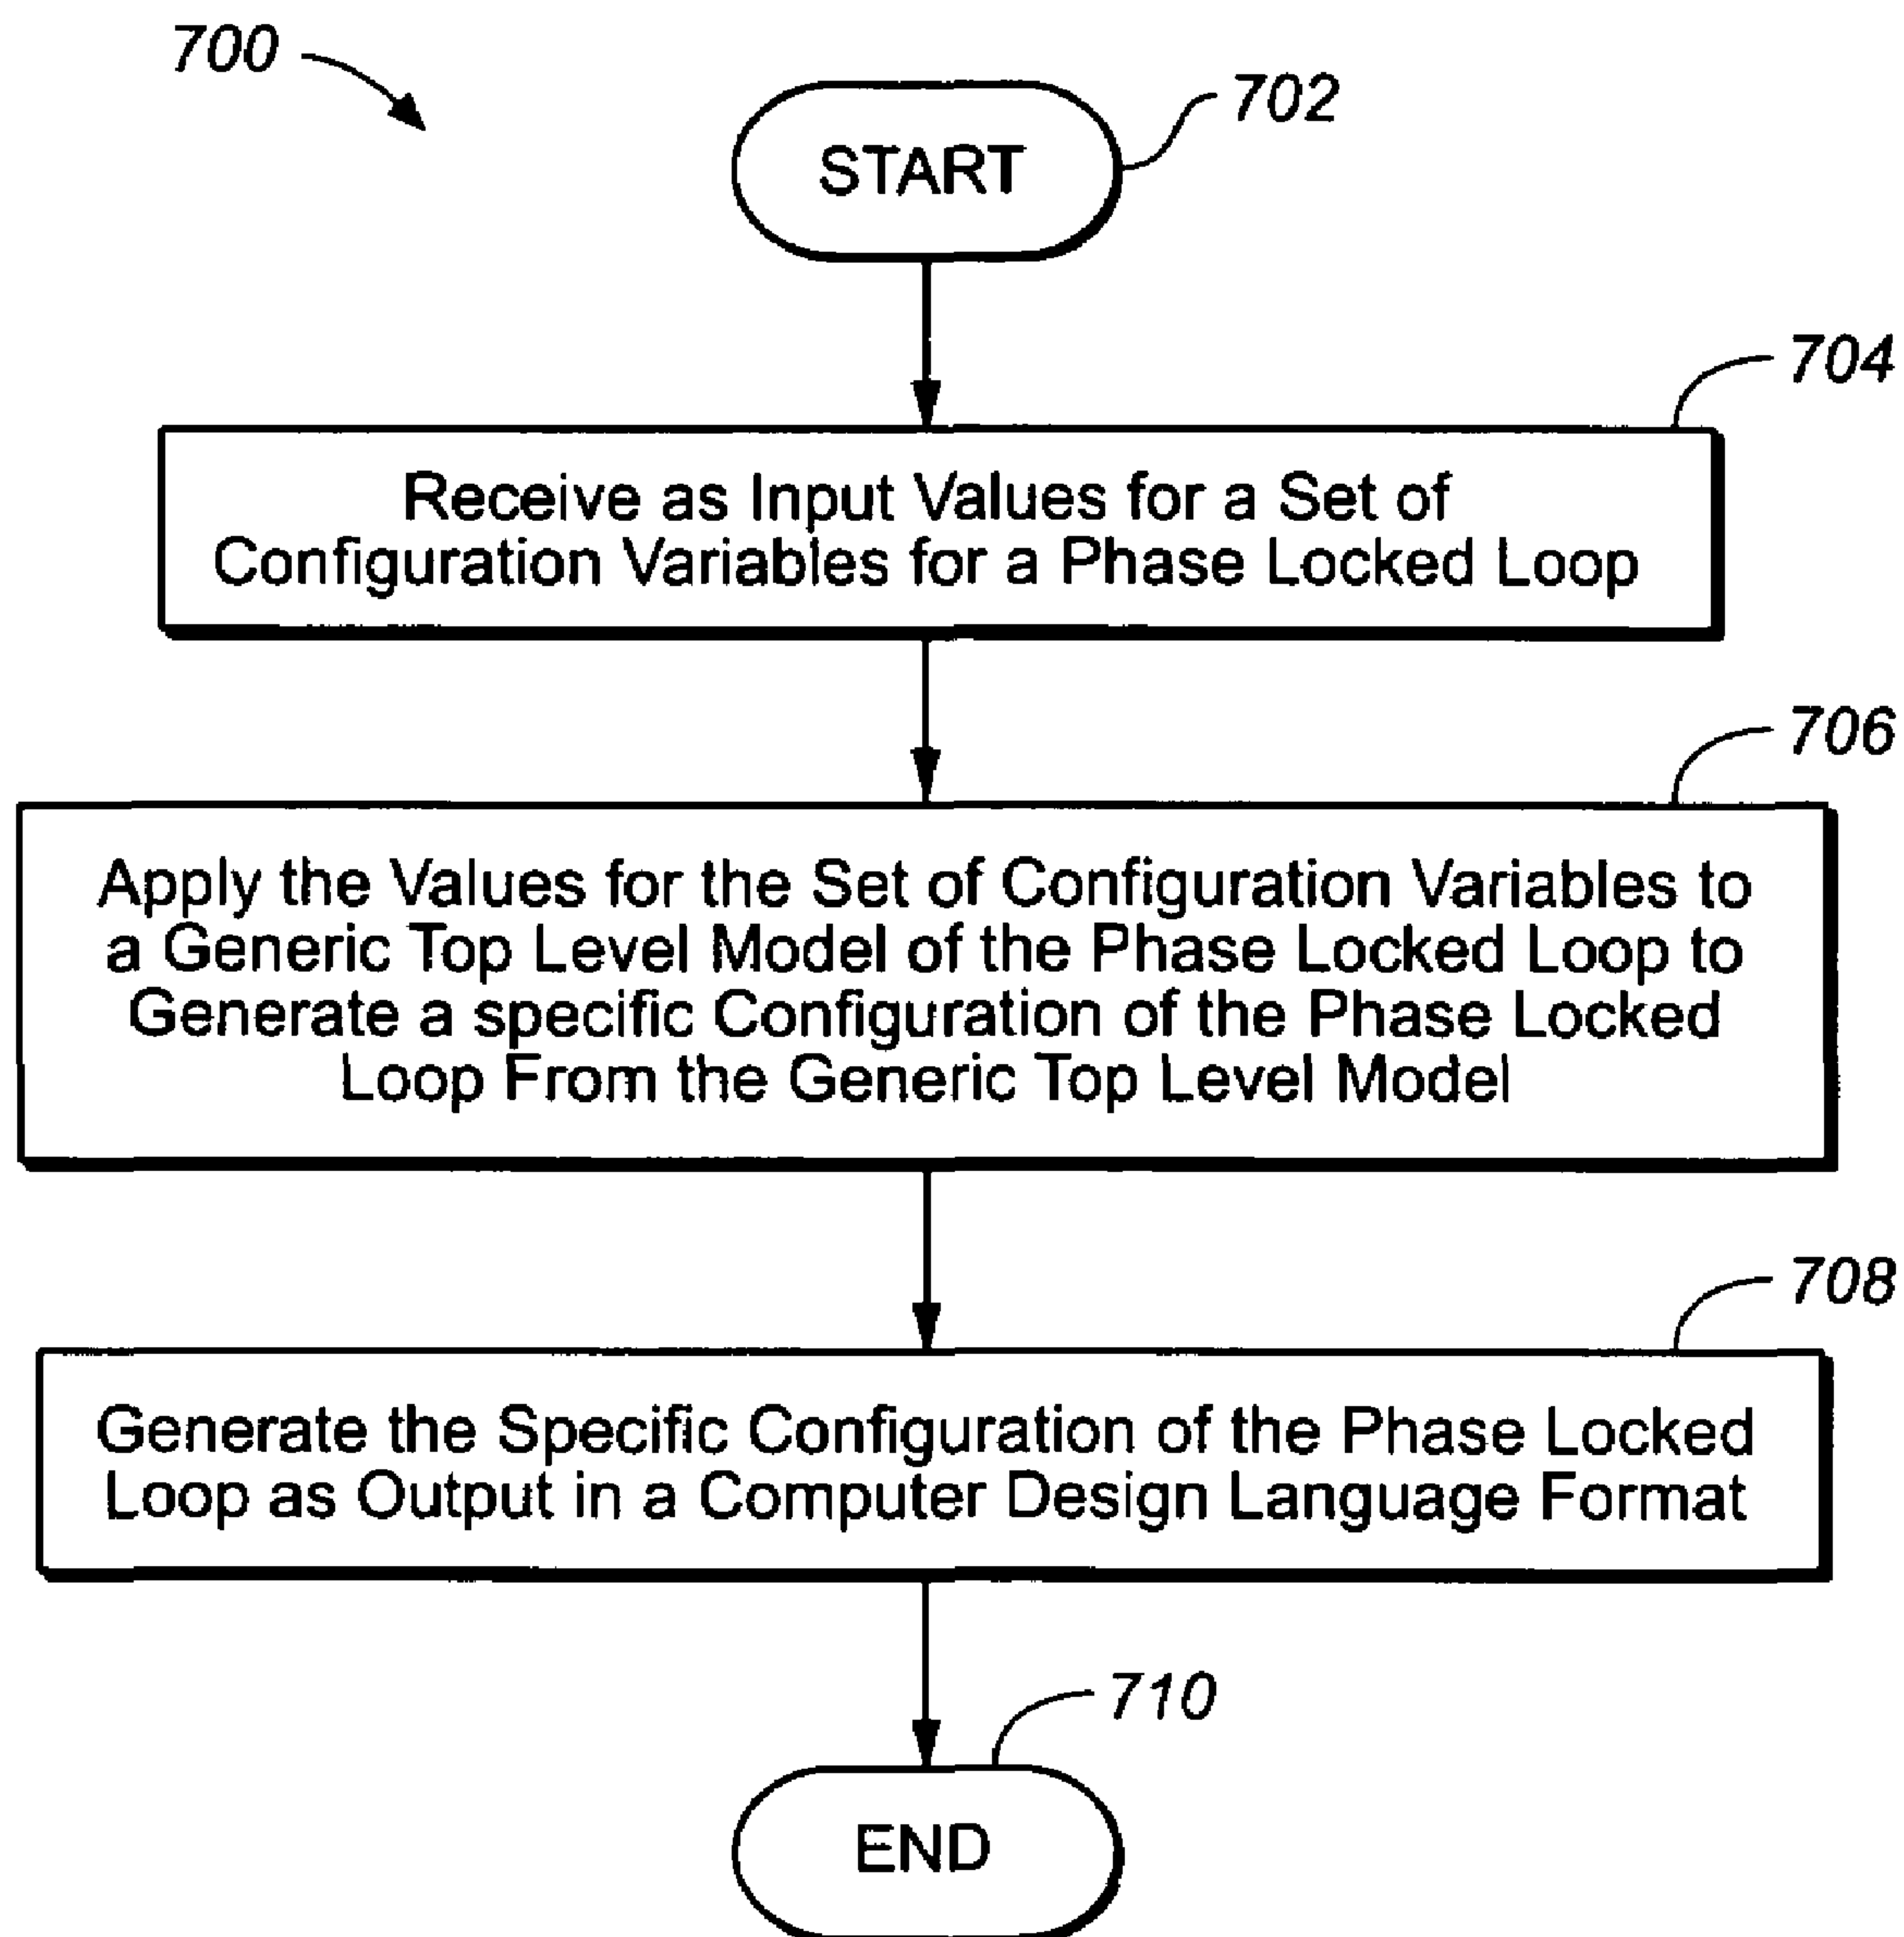 700
702
START
704
Receive as Input Values for a Set of
Configuration Variables for a Phase Locked Loop
706
Apply the Values for the Set of Configuration Variables to
a Generic Top Level Model of the Phase Locked Loop to
Generate a specific Configuration of the Phase Locked
Loop From the Generic Top Level Model
708
Generate the Specific Configuration of the Phase Locked
Loop as Output in a Computer Design Language Format
710
END